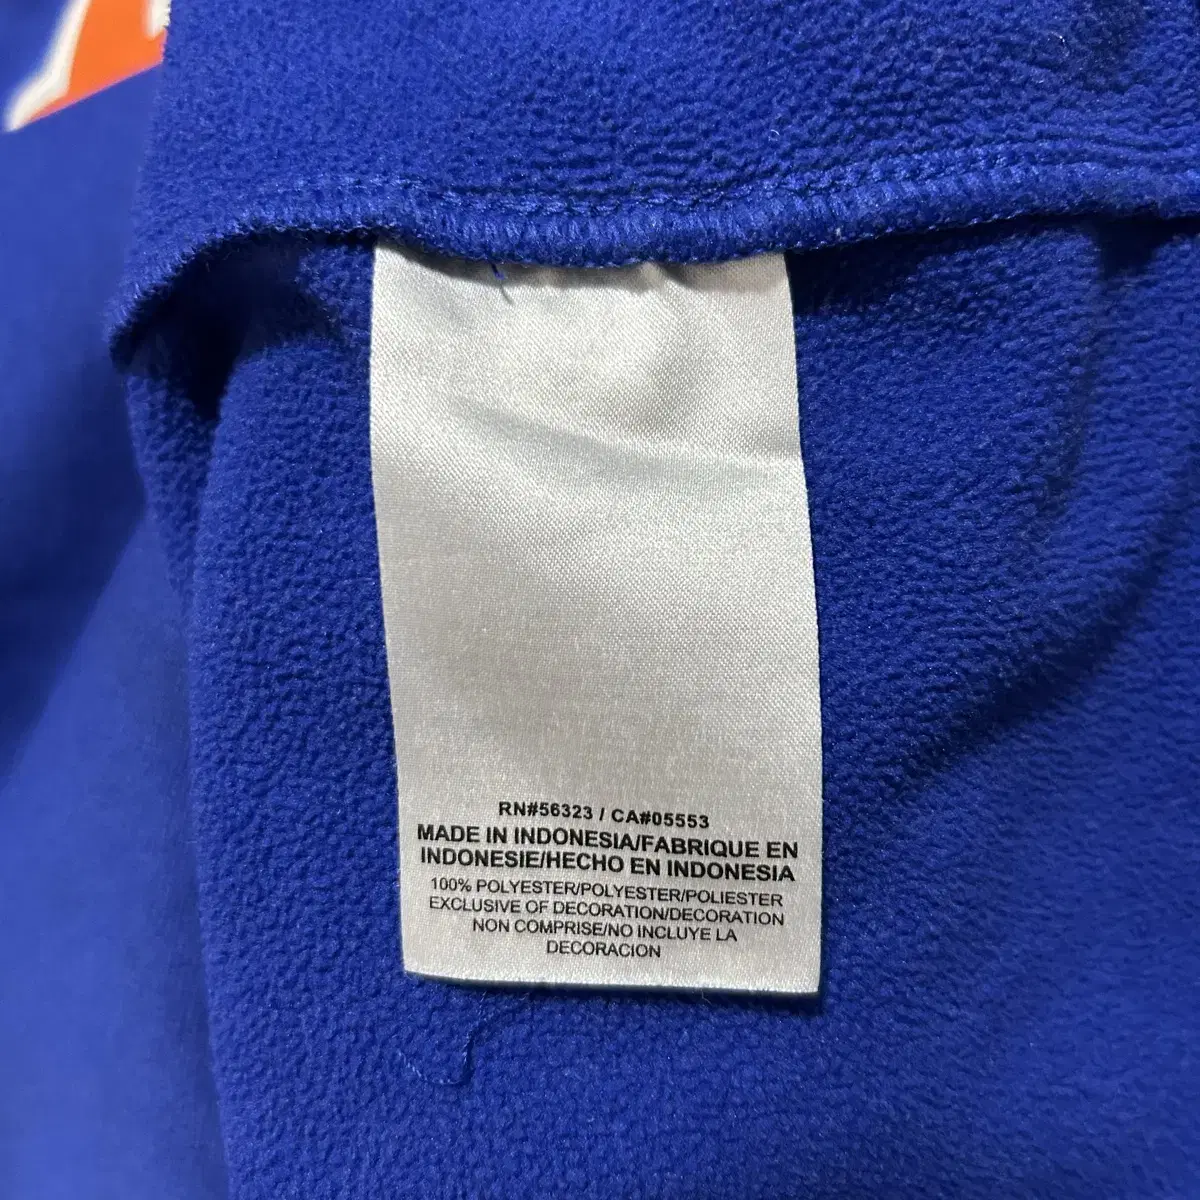 RN#56323 / CA#05553
MADE IN INDONESIA/FABRIQUE EN
INDONESIE/HECHO EN INDONESIA
100% POLYESTER/POLYESTER/POLIESTER
EXCLUSIVE OF DECORATION/DECORATION
NON COMPRISE/NO INCLUYE LA
DECORACION